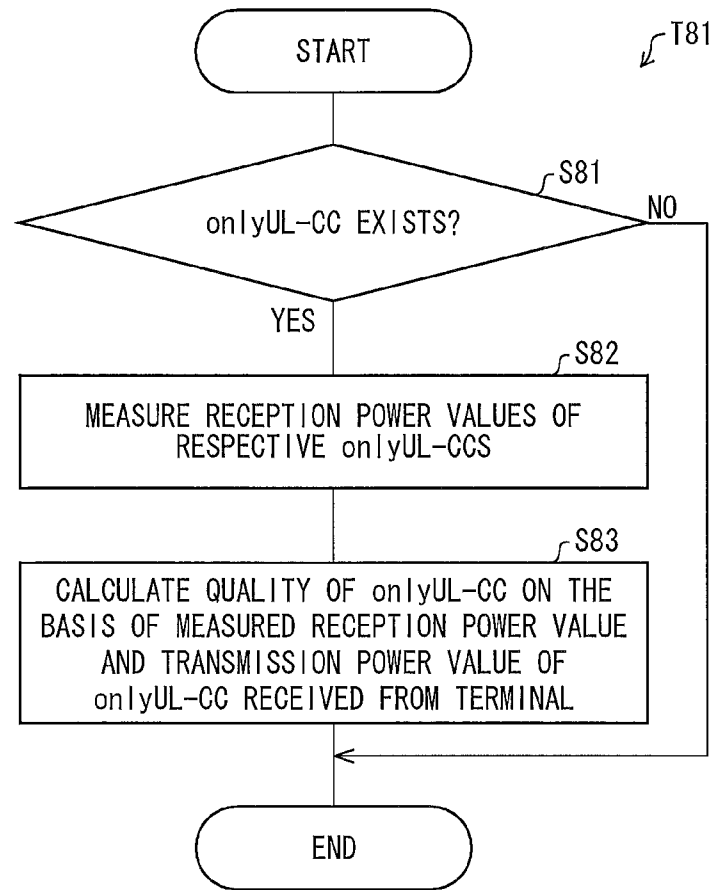 START
T81
S81
onlyUL-CC EXISTS?
NO
YES
S82
MEASURE RECEPTION POWER VALUES OF
RESPECTIVE onlyUL-CCS
S83
CALCULATE QUALITY OF onlyUL-CC ON THE
BASIS OF MEASURED RECEPTION POWER VALUE
AND TRANSMISSION POWER VALUE OF
onlyUL-CC RECEIVED FROM TERMINAL
END